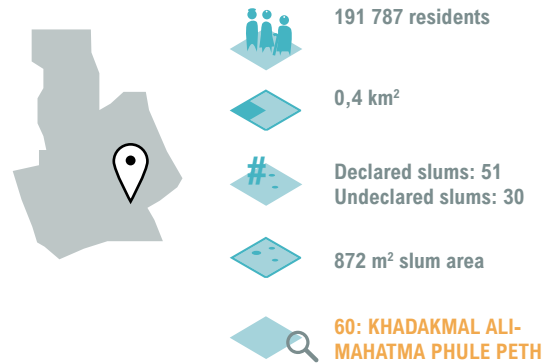 191 787 residents
0,4 km²
#
Declared slums: 51
Undeclared slums: 30
872 m² slum area
60: KHADAKMAL ALI-
MAHATMA PHULE PETH